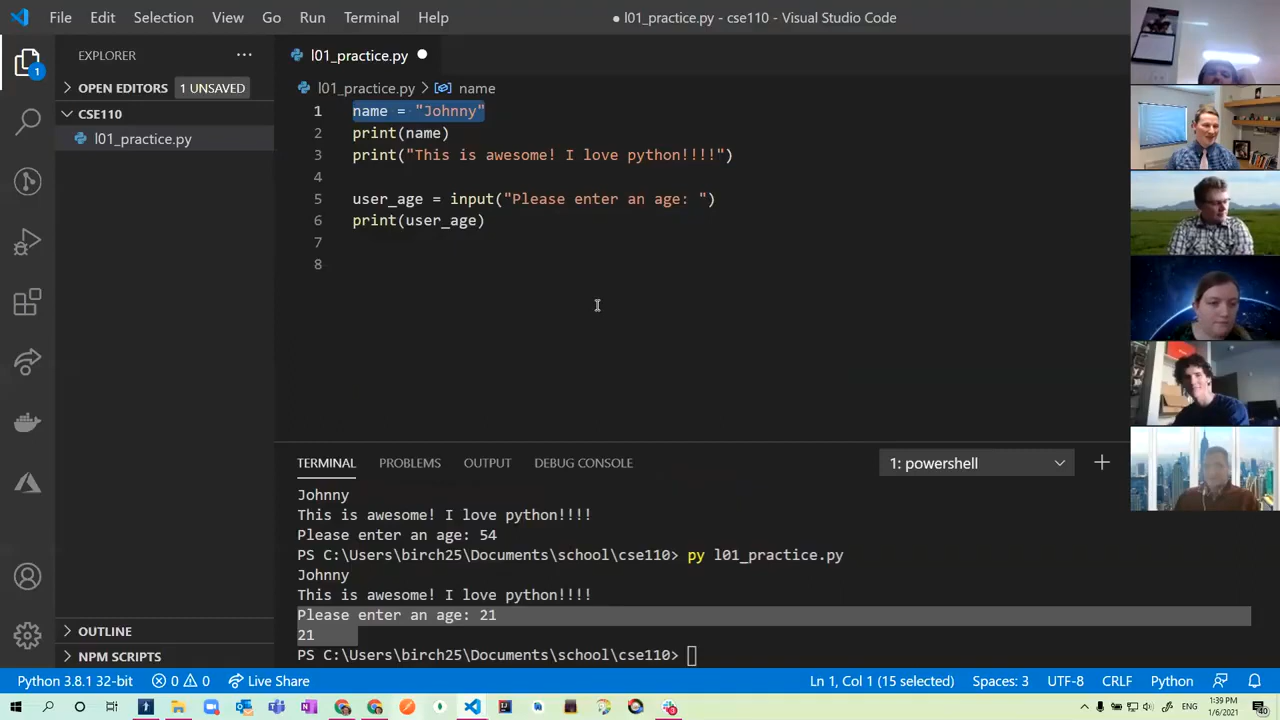 File Edit Selection View Go Run Terminal Help
● l01_practice.py - cse110 - Visual Studio Code
EXPLORER ···
OPEN EDITORS 1 UNSAVED
CSE110
l01_practice.py
1
l01_practice.py ●
l01_practice.py > name
1 name = "Johnny"
2 print(name)
3 print("This is awesome! I love python!!!!")
4
5 user_age = input("Please enter an age: ")
6 print(user_age)
7
8
TERMINAL PROBLEMS OUTPUT DEBUG CONSOLE 1: powershell
Johnny
This is awesome! I love python!!!!
Please enter an age: 54
PS C:\Users\birch25\Documents\school\cse110> py l01_practice.py
Johnny
This is awesome! I love python!!!!
Please enter an age: 21
21
PS C:\Users\birch25\Documents\school\cse110>
OUTLINE
NPM SCRIPTS
Python 3.8.1 32-bit 0 0 Live Share Ln 1, Col 1 (15 selected) Spaces: 3 UTF-8 CRLF Python
1:39 PM
1/6/2021
40